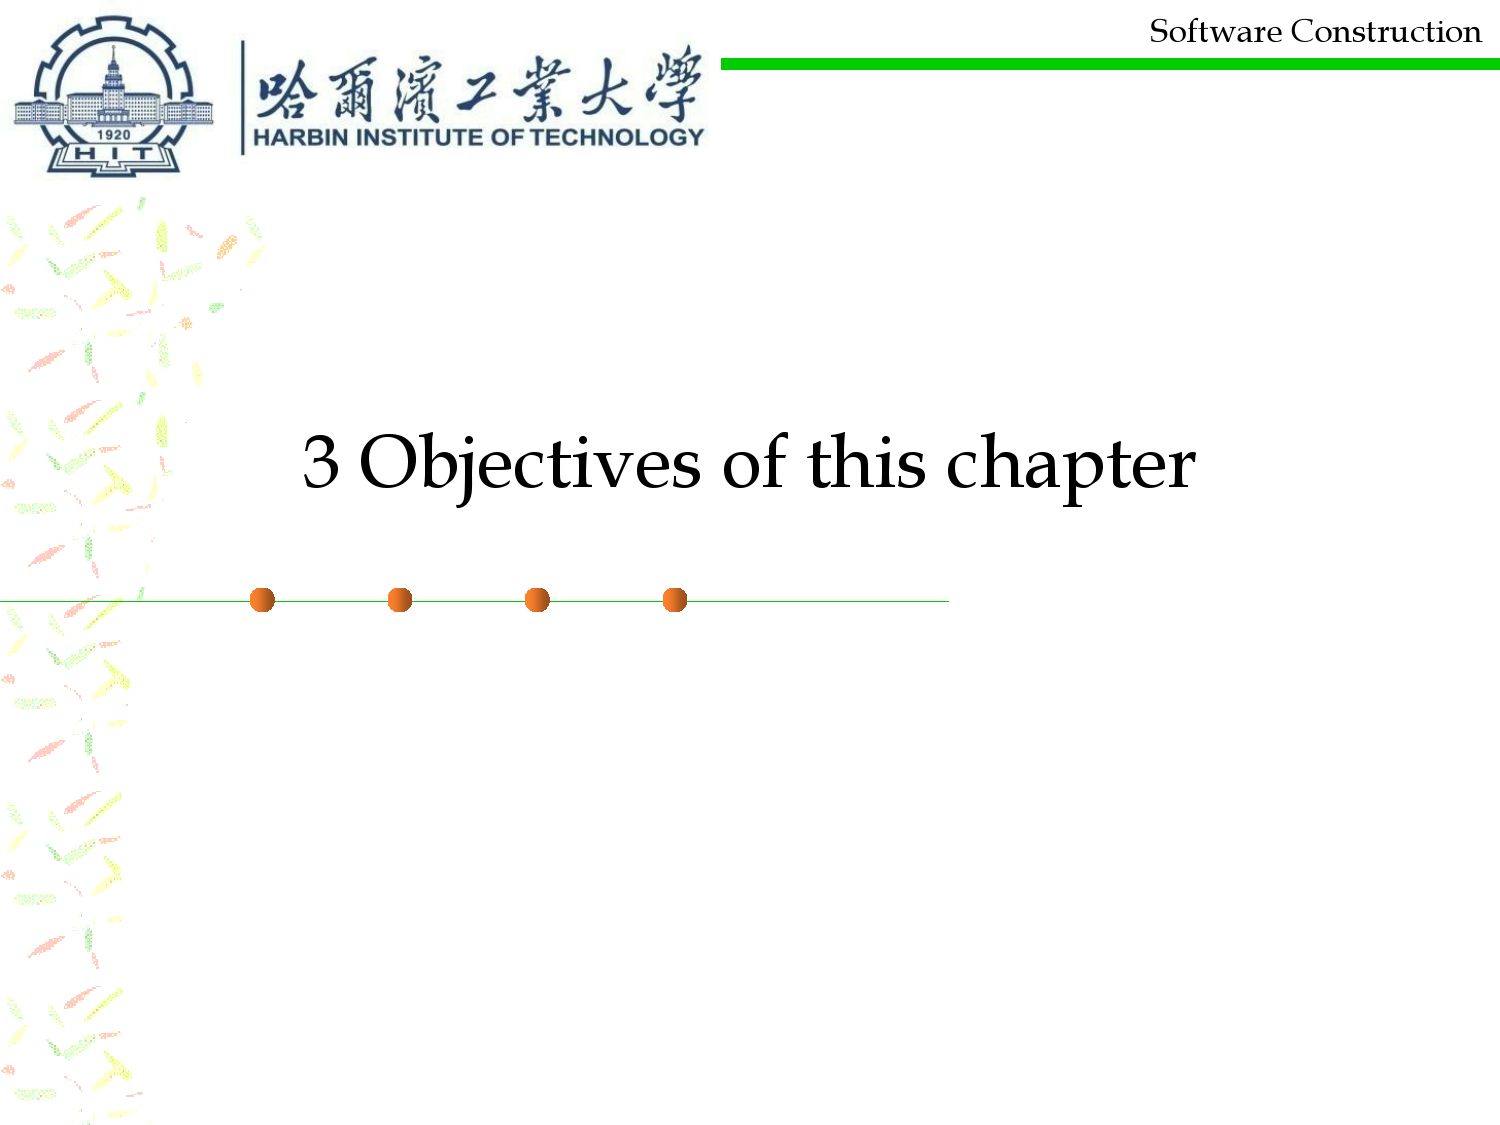 Software Construction
哈爾濱工業大學
HARBIN INSTITUTE OF TECHNOLOGY
1920
HIT
3 Objectives of this chapter